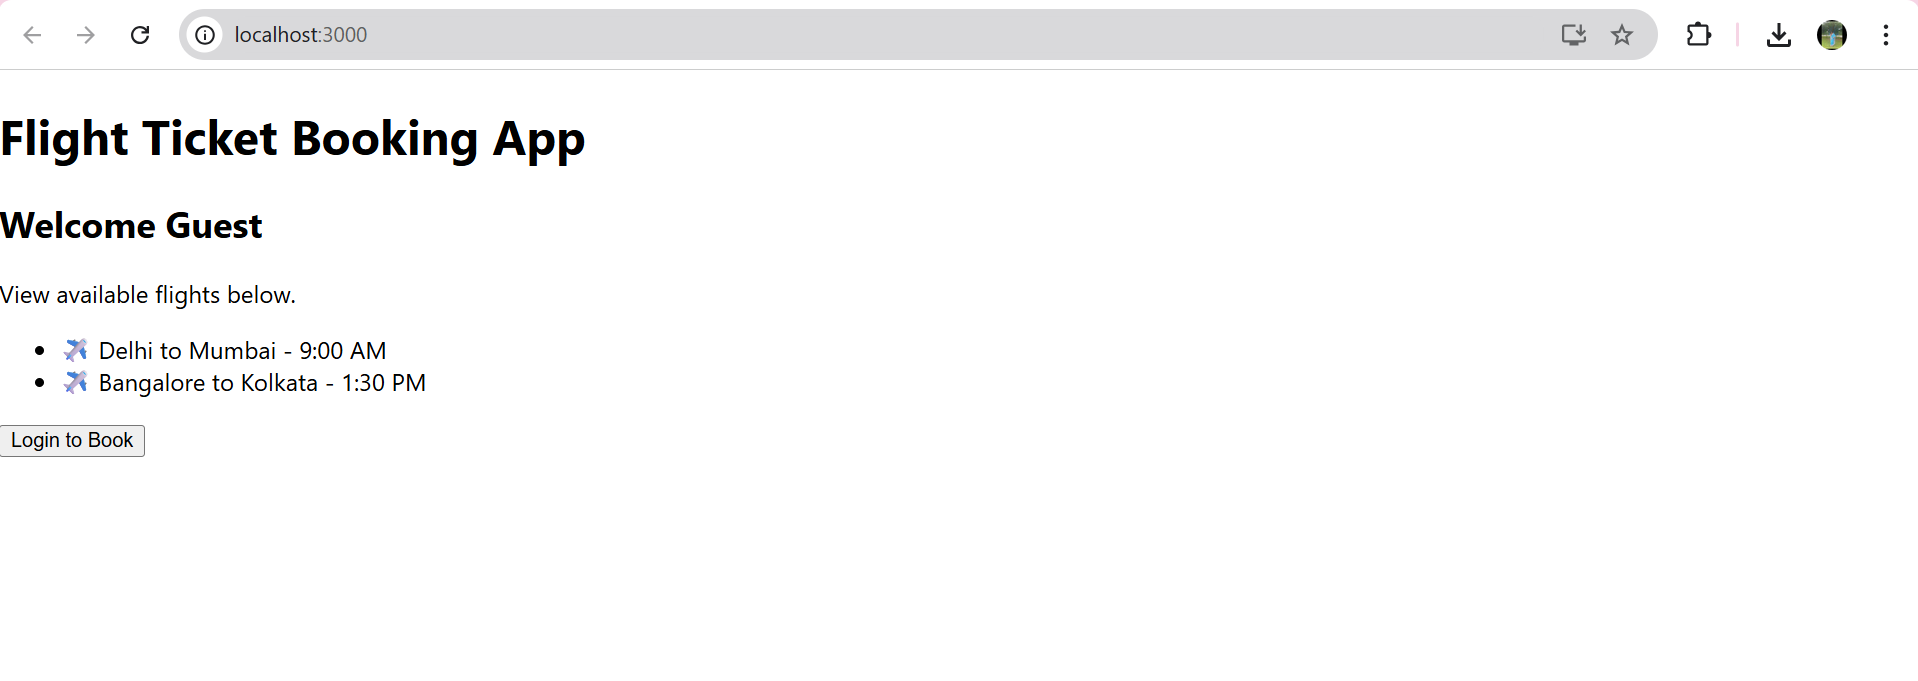 localhost:3000
Flight Ticket Booking App
Welcome Guest
View available flights below.
• ✈️ Delhi to Mumbai - 9:00 AM
• ✈️ Bangalore to Kolkata - 1:30 PM
Login to Book